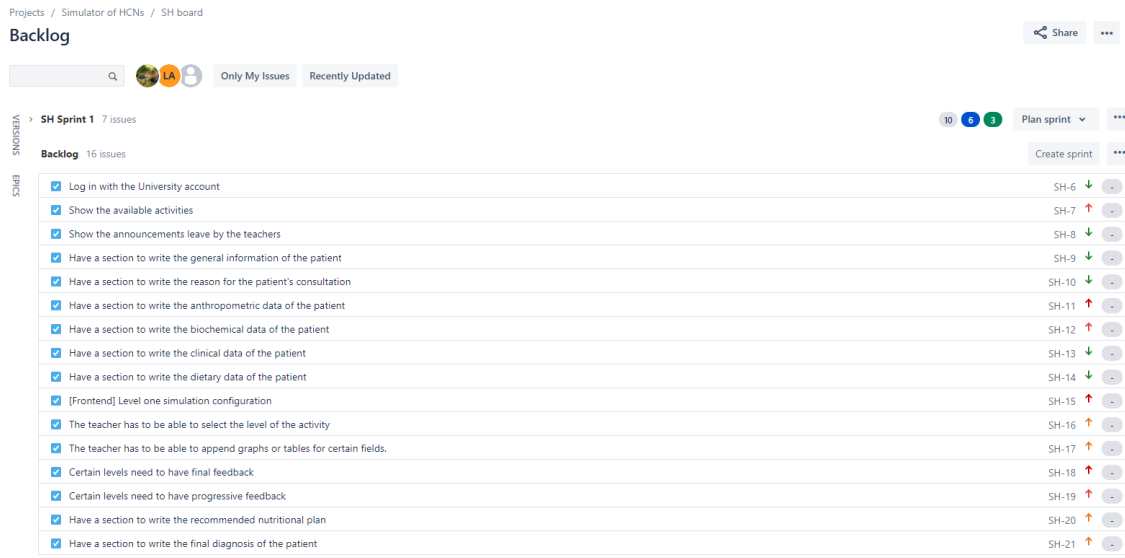 Projects / Simulator of HCNs / SH board
Backlog
Share
LA
Only My Issues
Recently Updated
VERSIONS
EPICS
SH Sprint 1 7 issues
10 6 3 Plan sprint
Backlog 16 issues
Create sprint
Log in with the University account SH-6 -
Show the available activities SH-7 -
Show the announcements leave by the teachers SH-8 -
Have a section to write the general information of the patient SH-9 -
Have a section to write the reason for the patient's consultation SH-10 -
Have a section to write the anthropometric data of the patient SH-11 -
Have a section to write the biochemical data of the patient SH-12 -
Have a section to write the clinical data of the patient SH-13 -
Have a section to write the dietary data of the patient SH-14 -
[Frontend] Level one simulation configuration SH-15 -
The teacher has to be able to select the level of the activity SH-16 -
The teacher has to be able to append graphs or tables for certain fields. SH-17 -
Certain levels need to have final feedback SH-18 -
Certain levels need to have progressive feedback SH-19 -
Have a section to write the recommended nutritional plan SH-20 -
Have a section to write the final diagnosis of the patient SH-21 -